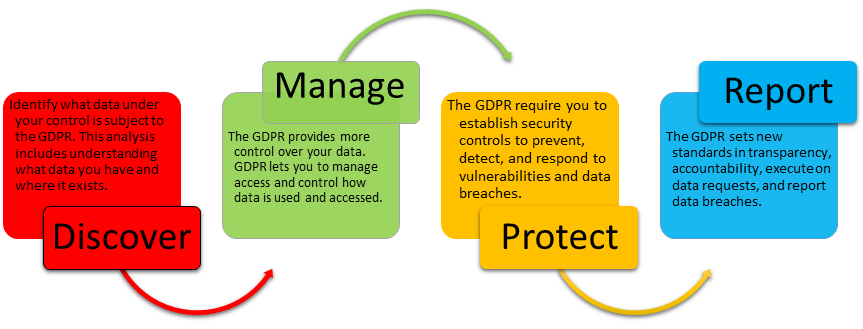 Identify what data under
your control is subject to
the GDPR. This analysis
includes understanding
what data you have and
where it exists.
Discover
Manage
The GDPR provides more
control over your data.
GDPR lets you to manage
access and control how
data is used and accessed.
The GDPR require you to
establish security
controls to prevent,
detect, and respond to
vulnerabilities and data
breaches.
Protect
Report
The GDPR sets new
standards in transparency,
accountability, execute on
data requests, and report
data breaches.